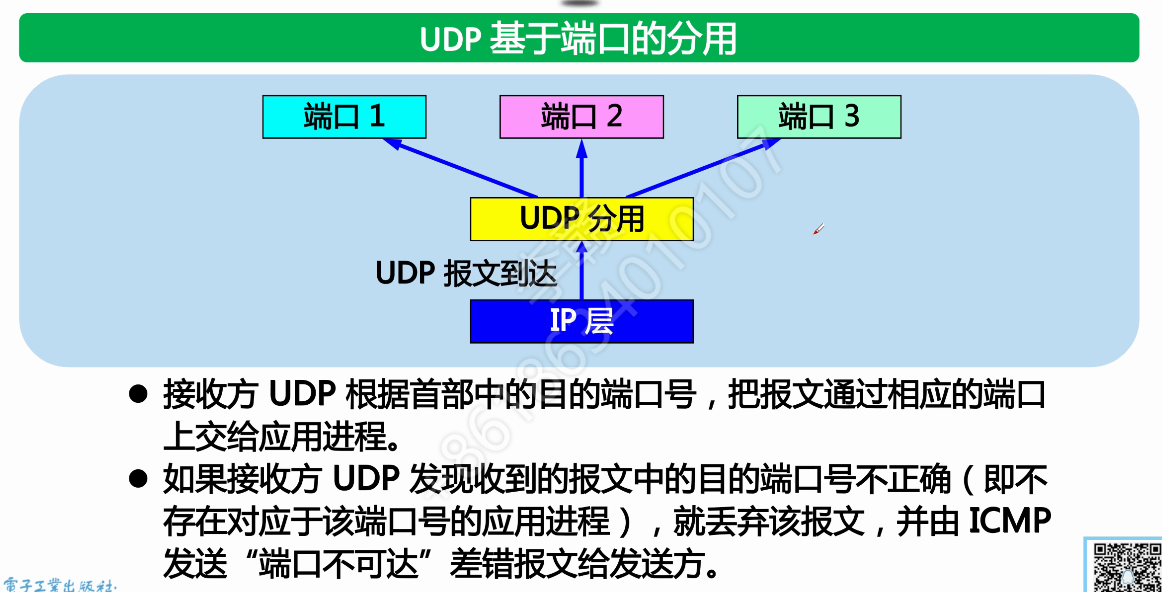 UDP 基于端口的分用
端口 1
端口 2
端口 3
UDP 分用
UDP 报文到达
IP 层
● 接收方 UDP 根据首部中的目的端口号，把报文通过相应的端口
上交给应用进程。
● 如果接收方 UDP 发现收到的报文中的目的端口号不正确（即不
存在对应于该端口号的应用进程），就丢弃该报文，并由 ICMP
发送“端口不可达”差错报文给发送方。
電子工業出版社·